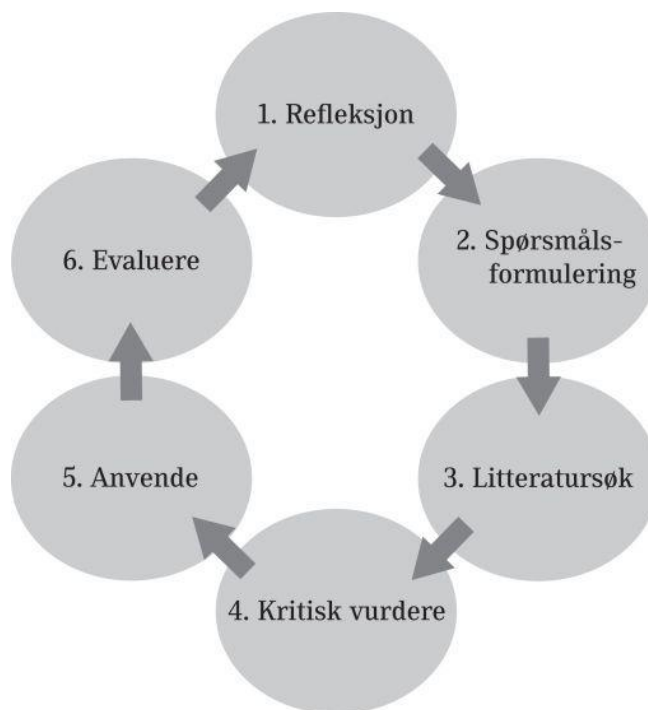 1. Refleksjon
2. Spørsmåls-
formulering
3. Litteratursøk
4. Kritisk vurdere
5. Anvende
6. Evaluere